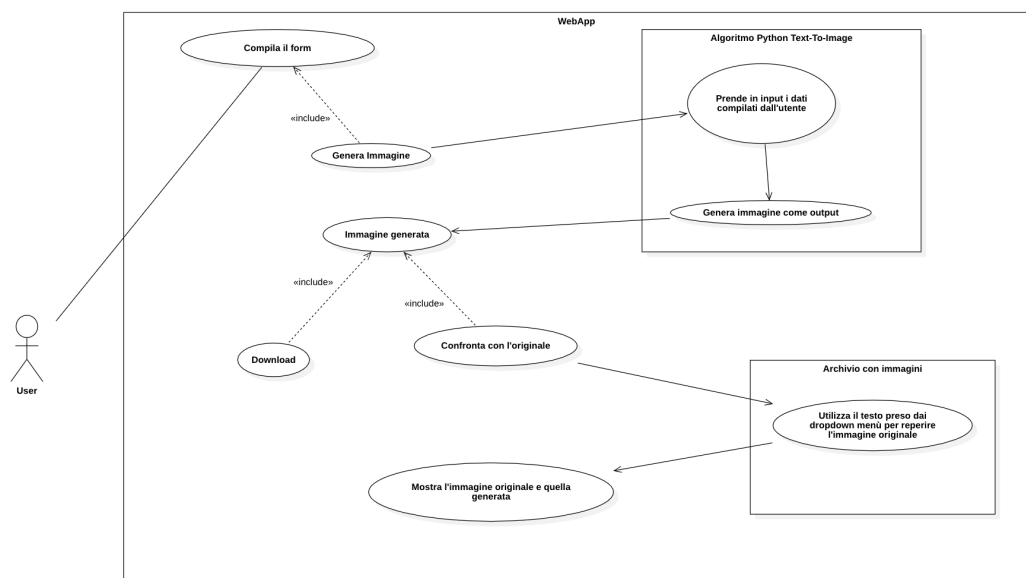 WebApp
Compila il form
Algoritmo Python Text-To-Image
Prende in input i dati
compilati dall'utente
«include»
Genera Immagine
Genera immagine come output
Immagine generata
«include»
«include»
Confronta con l'originale
Download
User
Archivio con immagini
Utilizza il testo preso dai
dropdown menù per reperire
l'immagine originale
Mostra l'immagine originale e quella
generata